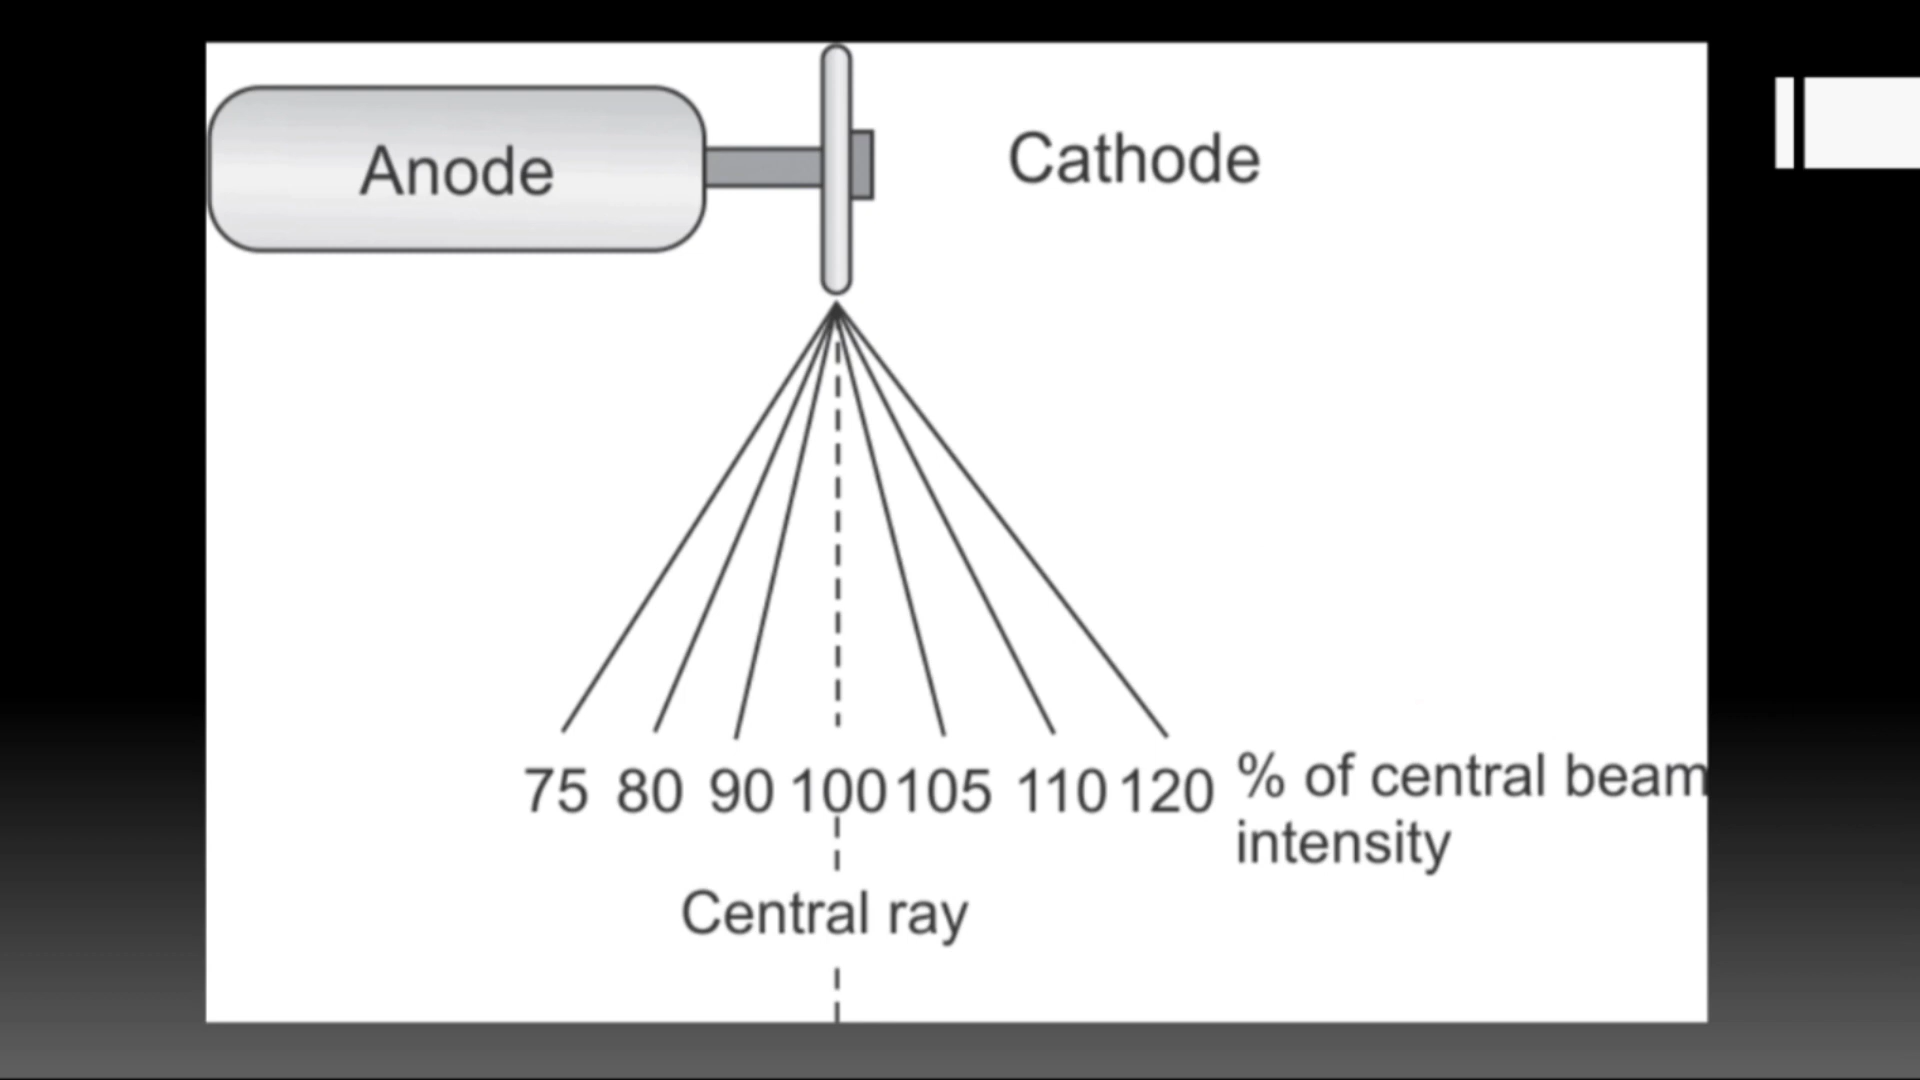 Anode
Cathode
75 80 90 100 105 110 120 % of central beam
intensity
Central ray